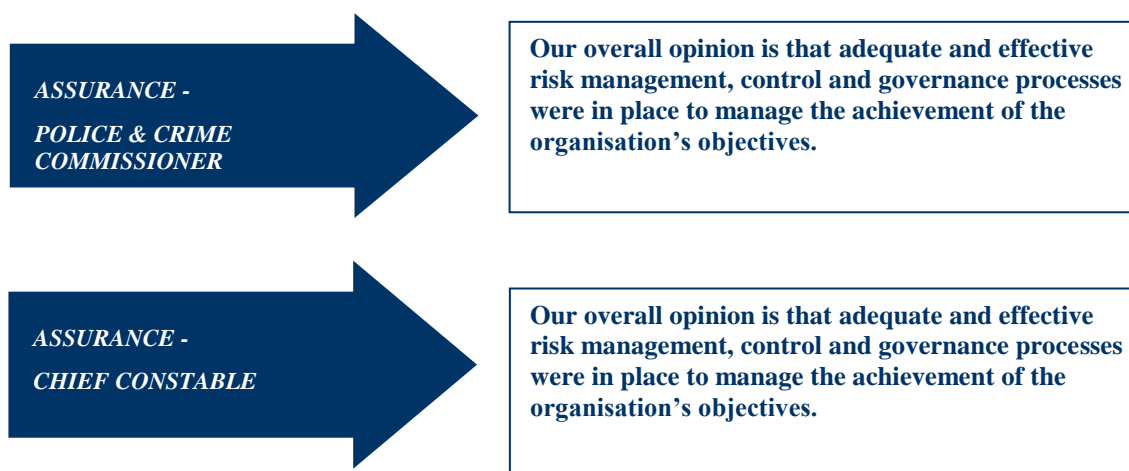 ASSURANCE -
POLICE & CRIME
COMMISSIONER
Our overall opinion is that adequate and effective
risk management, control and governance processes
were in place to manage the achievement of the
organisation’s objectives.
ASSURANCE -
CHIEF CONSTABLE
Our overall opinion is that adequate and effective
risk management, control and governance processes
were in place to manage the achievement of the
organisation’s objectives.